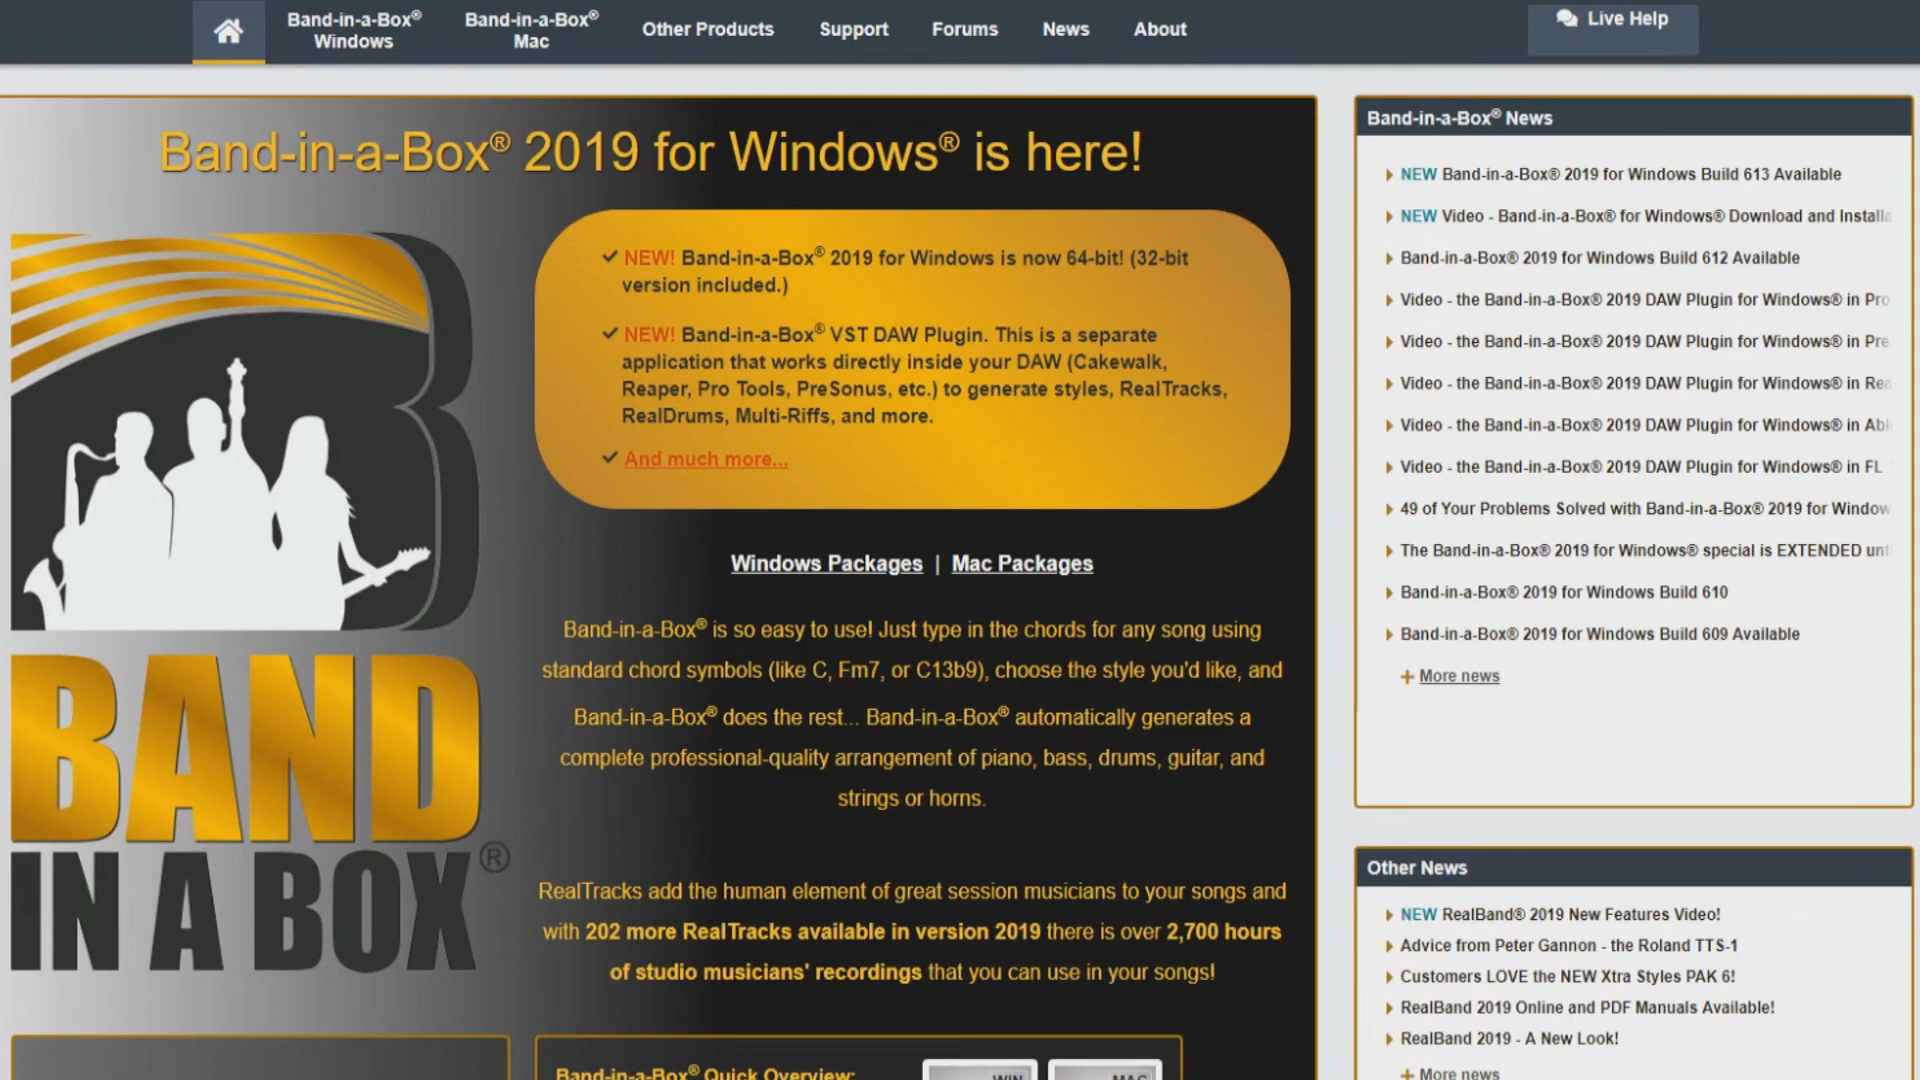 Band-in-a-Box® Windows
Band-in-a-Box® Mac
Other Products
Support
Forums
News
About
Live Help
Band-in-a-Box® 2019 for Windows® is here!
✓ NEW! Band-in-a-Box® 2019 for Windows is now 64-bit! (32-bit
version included.)
✓ NEW! Band-in-a-Box® VST DAW Plugin. This is a separate
application that works directly inside your DAW (Cakewalk,
Reaper, Pro Tools, PreSonus, etc.) to generate styles, RealTracks,
RealDrums, Multi-Riffs, and more.
✓ And much more...
BAND
IN A BOX®
Windows Packages | Mac Packages
Band-in-a-Box® is so easy to use! Just type in the chords for any song using
standard chord symbols (like C, Fm7, or C13b9), choose the style you'd like, and
Band-in-a-Box® does the rest... Band-in-a-Box® automatically generates a
complete professional-quality arrangement of piano, bass, drums, guitar, and
strings or horns.
RealTracks add the human element of great session musicians to your songs and
with 202 more RealTracks available in version 2019 there is over 2,700 hours
of studio musicians' recordings that you can use in your songs!
Band-in-a-Box® Quick Overview:
WIN
MAC
Band-in-a-Box® News
NEW Band-in-a-Box® 2019 for Windows Build 613 Available
NEW Video - Band-in-a-Box® for Windows® Download and Installa
Band-in-a-Box® 2019 for Windows Build 612 Available
Video - the Band-in-a-Box® 2019 DAW Plugin for Windows® in Pro
Video - the Band-in-a-Box® 2019 DAW Plugin for Windows® in Pre
Video - the Band-in-a-Box® 2019 DAW Plugin for Windows® in Rea
Video - the Band-in-a-Box® 2019 DAW Plugin for Windows® in Abl
Video - the Band-in-a-Box® 2019 DAW Plugin for Windows® in FL
49 of Your Problems Solved with Band-in-a-Box® 2019 for Window
The Band-in-a-Box® 2019 for Windows® special is EXTENDED unt
Band-in-a-Box® 2019 for Windows Build 610
Band-in-a-Box® 2019 for Windows Build 609 Available
+ More news
Other News
NEW RealBand® 2019 New Features Video!
Advice from Peter Gannon - the Roland TTS-1
Customers LOVE the NEW Xtra Styles PAK 6!
RealBand 2019 Online and PDF Manuals Available!
RealBand 2019 - A New Look!
+ More news